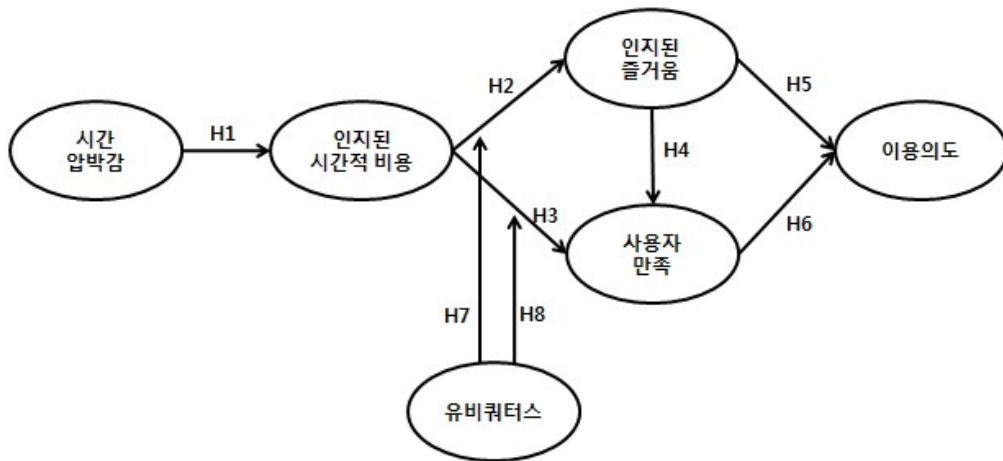 인지된
즐거움
H2
H5
시간
압박감
H1
인지된
시간적 비용
H4
이용의도
H3
사용자
만족
H6
H7
H8
유비쿼터스